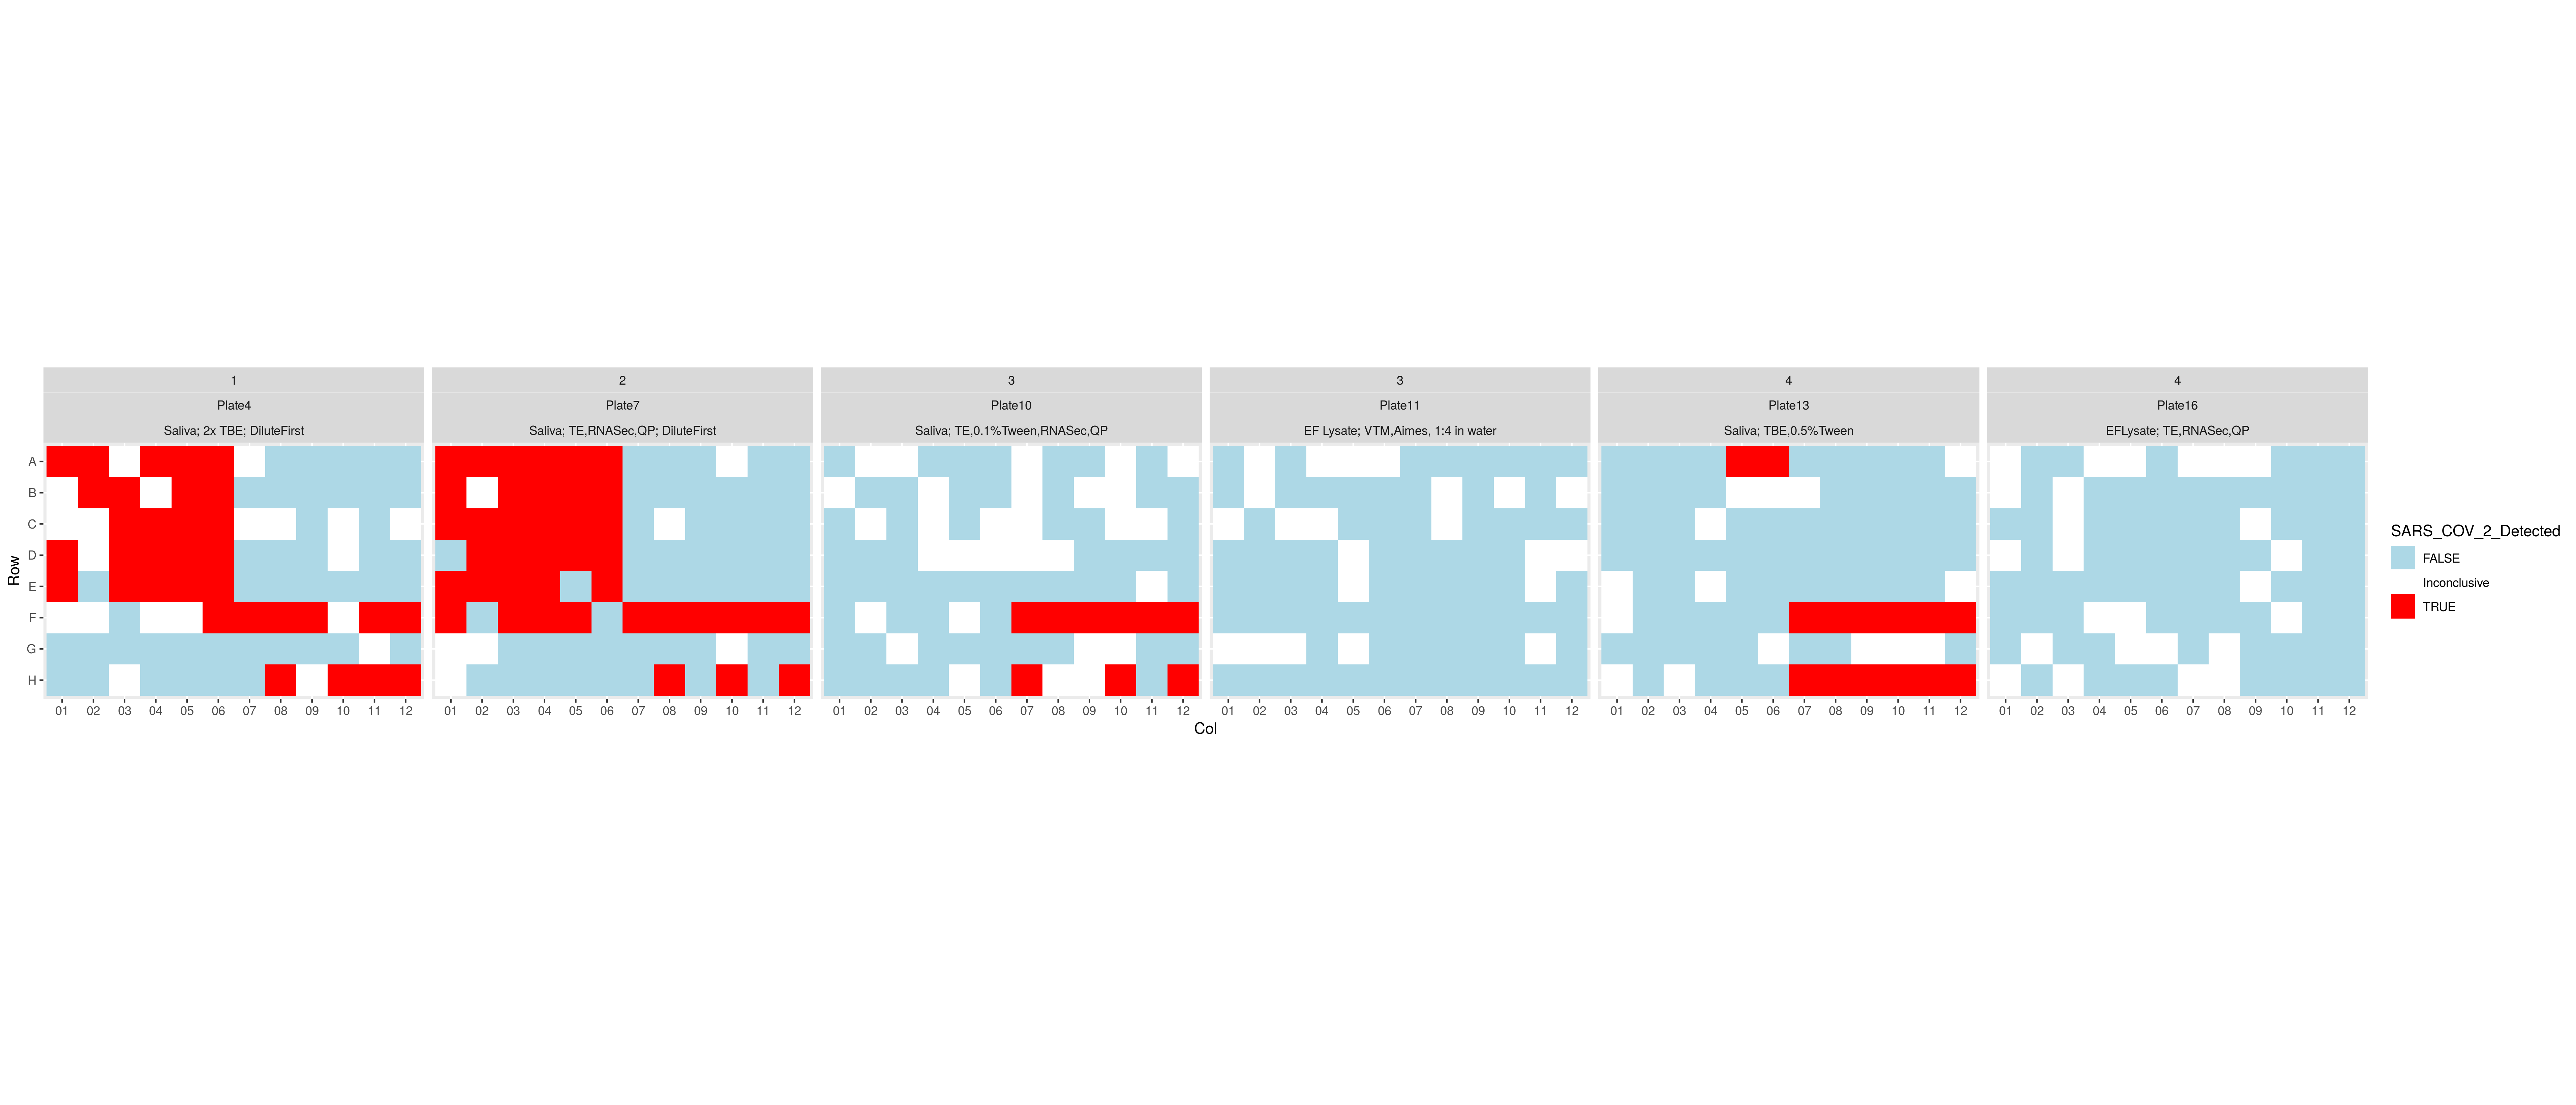 1 2 3 3 4 4
Plate4 Plate7 Plate10 Plate11 Plate13 Plate16
Saliva; 2x TBE; DiluteFirst Saliva; TE,RNASec,QP; DiluteFirst Saliva; TE,0.1%Tween,RNASec,QP EF Lysate; VTM,Aimes, 1:4 in water Saliva; TBE,0.5%Tween EFLysate; TE,RNASec,QP
A
B
C
D
E
F
G
H
Row
01 02 03 04 05 06 07 08 09 10 11 12 01 02 03 04 05 06 07 08 09 10 11 12 01 02 03 04 05 06 07 08 09 10 11 12 01 02 03 04 05 06 07 08 09 10 11 12 01 02 03 04 05 06 07 08 09 10 11 12 01 02 03 04 05 06 07 08 09 10 11 12
Col
SARS_COV_2_Detected
FALSE
Inconclusive
TRUE